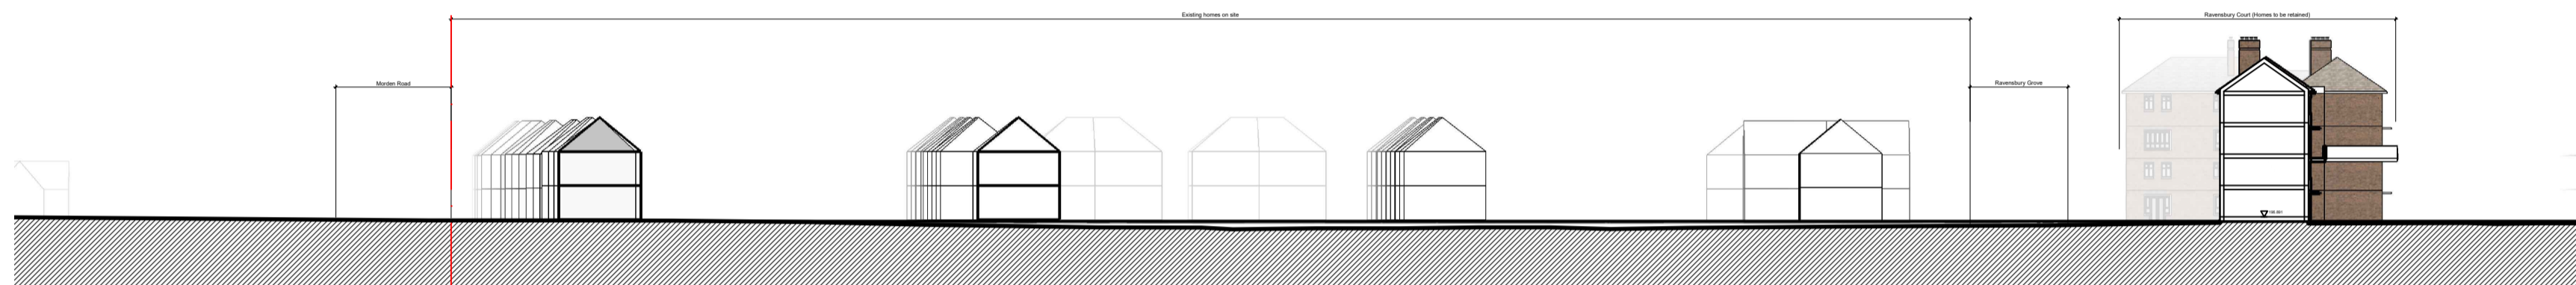 Existing homes on site
Ravensbury Court (Homes to be retained)
Morden Road
Ravensbury Grove